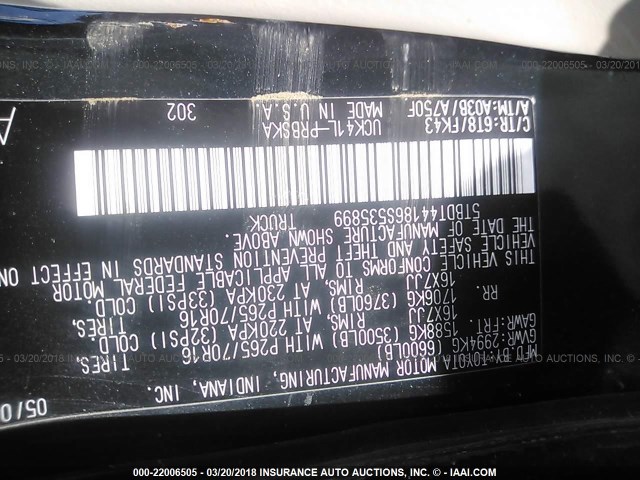 MFD BY:TOYOTA MOTOR MANUFACTURING, INDIANA, INC. 05/0
GVWR:2994KG (6600LB)
GAWR:FRT. 1588KG (3500LB) WITH P265/70R16 TIRES,
16X7JJ RIMS, AT 220KPA (32PSI) COLD
RR. 1706KG (3760LB) WITH P265/70R16 TIRES,
16X7JJ RIMS, AT 230KPA (33PSI) COLD
THIS VEHICLE CONFORMS TO ALL APPLICABLE FEDERAL MOTOR
VEHICLE SAFETY AND THEFT PREVENTION STANDARDS IN EFFECT ON
THE DATE OF MANUFACTURE SHOWN ABOVE.
5TBDT44186S535899 TRUCK
C/TR:6T8/FK43 UCK41L-PRBSKA 302
A/TM:A03B/A750F MADE IN U.S.A
000-22006505 - 03/20/2018 INSURANCE AUTO AUCTIONS, INC. © - IAAI.COM